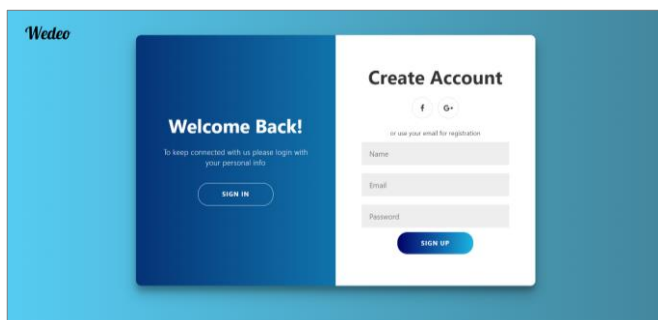 Wedeo
Welcome Back!
To keep connected with us please login with
your personal info
SIGN IN
Create Account
f
G+
or use your email for registration
Name
Email
Password
SIGN UP